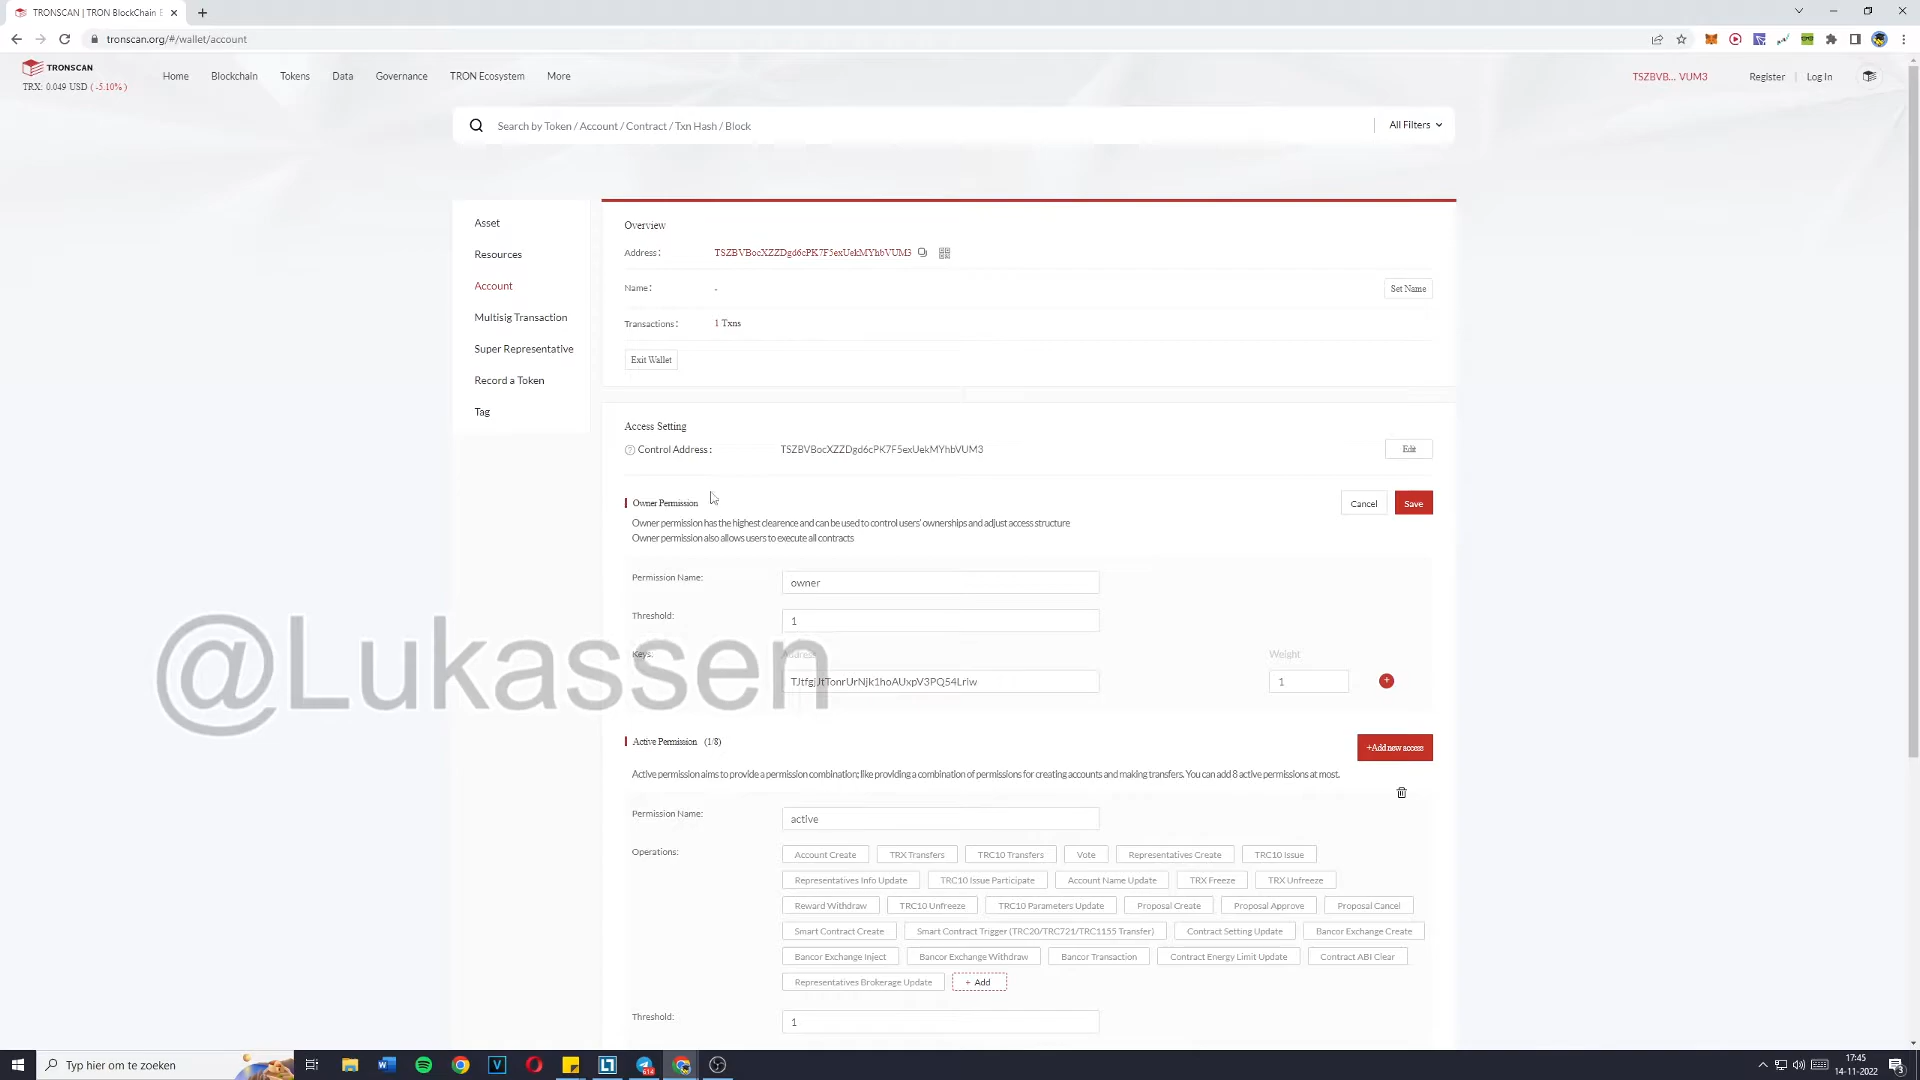 TRONSCAN | TRON BlockChain E
tronscan.org/#/wallet/account
TRONSCAN
TRX: 0.049 USD ( -5.10% )
Home
Blockchain
Tokens
Data
Governance
TRON Ecosystem
More
TSZBVB... VUM3
Register
Log In
Search by Token / Account / Contract / Txn Hash / Block
All Filters
Asset
Resources
Account
Multisig Transaction
Super Representative
Record a Token
Tag
Overview
Address: TSZBVBocXZZDgd6cPK7F5exUekMYhbVUM3
Name: -
Set Name
Transactions: 1 Txns
Exit Wallet
Access Setting
Control Address: TSZBVBocXZZDgd6cPK7F5exUekMYhbVUM3
Edit
Owner Permission
Cancel
Save
Owner permission has the highest clearence and can be used to control users' ownerships and adjust access structure
Owner permission also allows users to execute all contracts
Permission Name: owner
Threshold: 1
Keys: Address Weight
1
@Lukassen
Active Permission (1/8)
+Add new access
Active permission aims to provide a permission combination; like providing a combination of permissions for creating accounts and making transfers. You can add 8 active permissions at most.
Permission Name: active
Operations: Account Create TRX Transfers TRC10 Transfers Vote Representatives Create TRC10 Issue
Representatives Info Update TRC10 Issue Participate Account Name Update TRX Freeze TRX Unfreeze
Reward Withdraw TRC10 Unfreeze TRC10 Parameters Update Proposal Create Proposal Approve Proposal Cancel
Smart Contract Create Smart Contract Trigger (TRC20/TRC721/TRC1155 Transfer) Contract Setting Update Bancor Exchange Create
Bancor Exchange Inject Bancor Exchange Withdraw Bancor Transaction Contract Energy Limit Update Contract ABI Clear
Representatives Brokerage Update + Add
Threshold: 1
Typ hier om te zoeken
614
17:45
14-11-2022
3